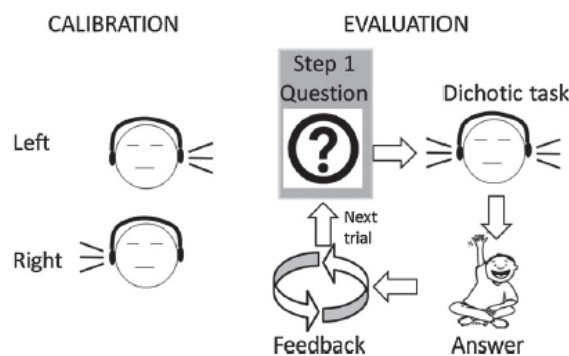 CALIBRATION
EVALUATION
Left
Right
Step 1
Question
?
Dichotic task
Next
trial
Feedback
Answer